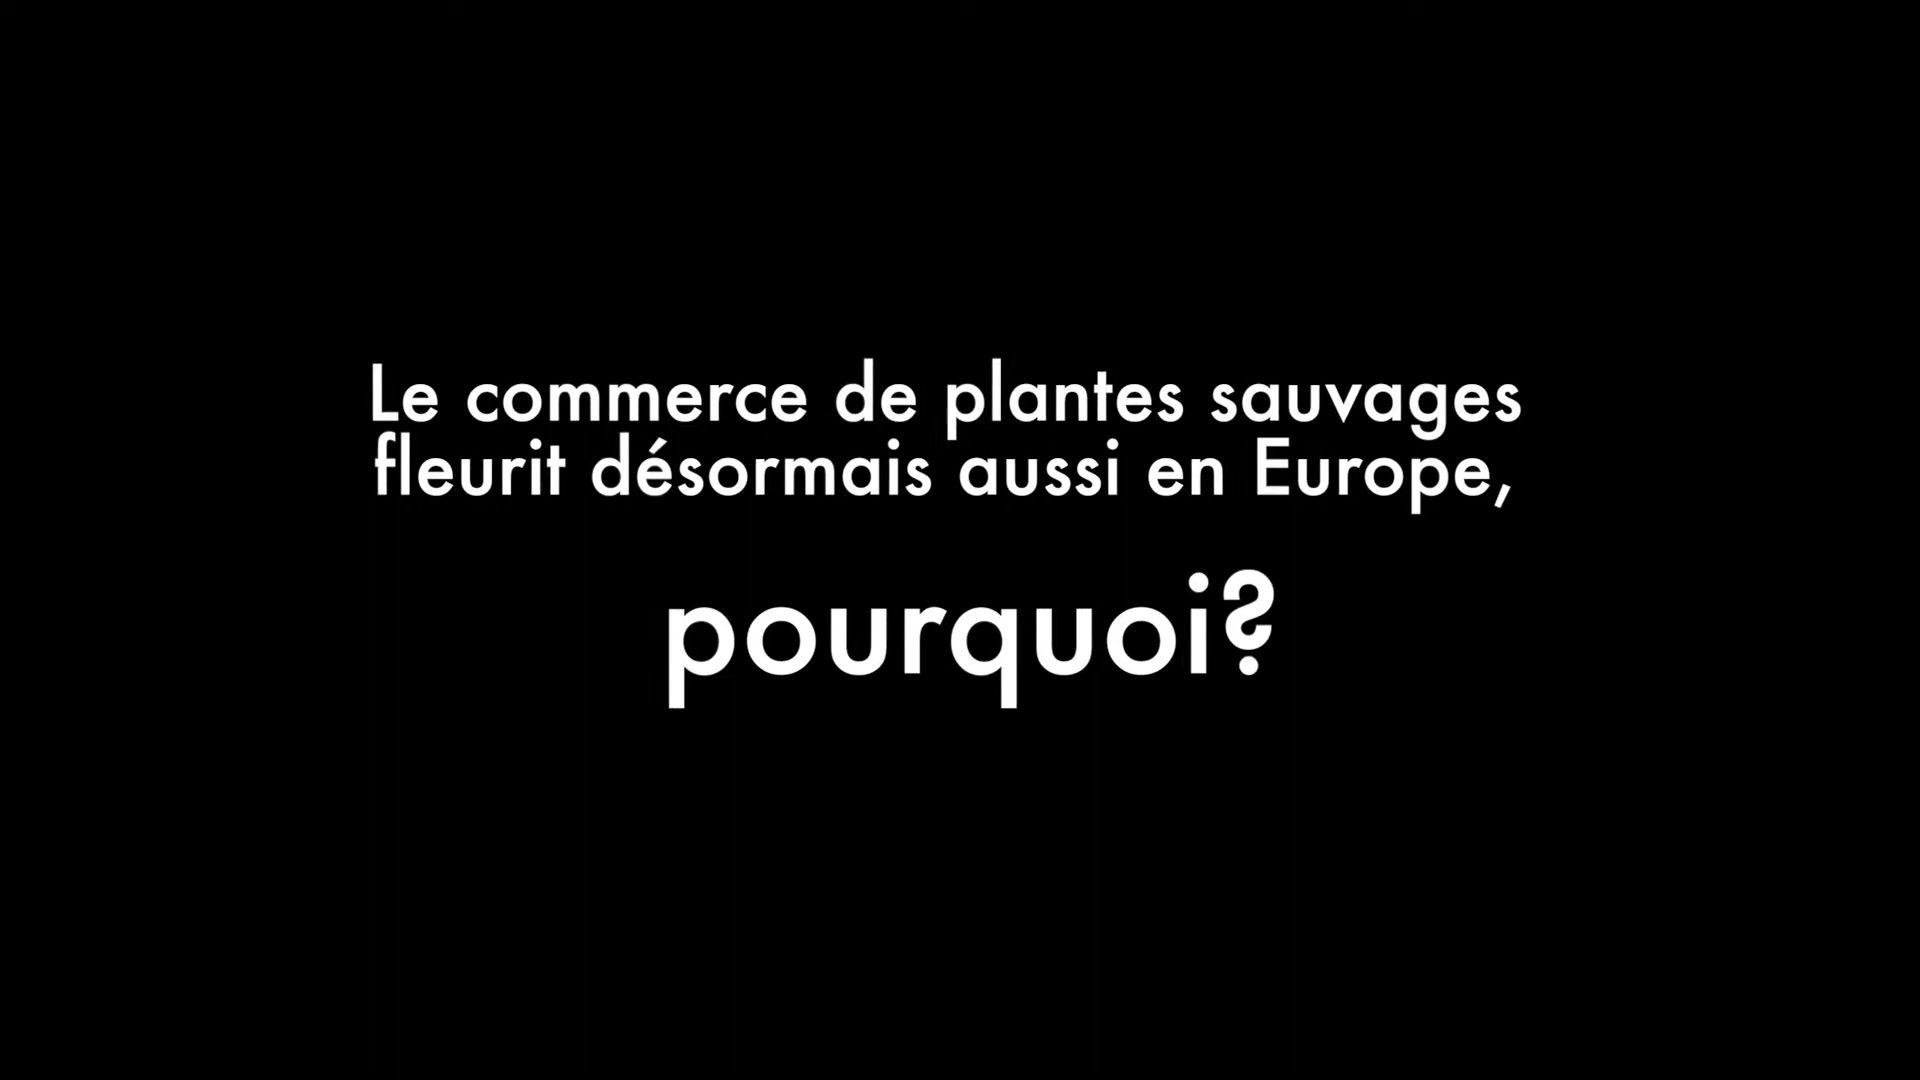 Le commerce de plantes sauvages
fleurit désormais aussi en Europe,
pourquoi?